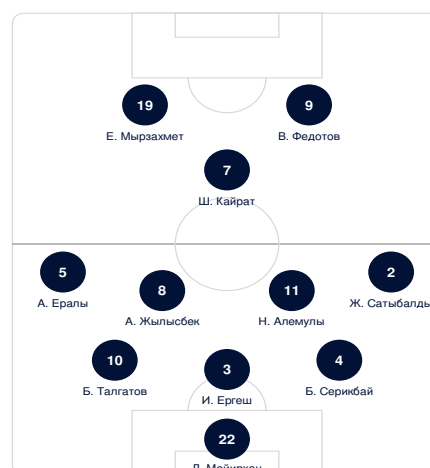 19 9
Е. Мырзахмет В. Федотов
7
Ш. Кайрат
5 2
А. Ералы Ж. Сатыбалды
8 11
А. Жылысбек Н. Алемулы
10 3 4
Б. Талгатов И. Ергеш Б. Серикбай
22